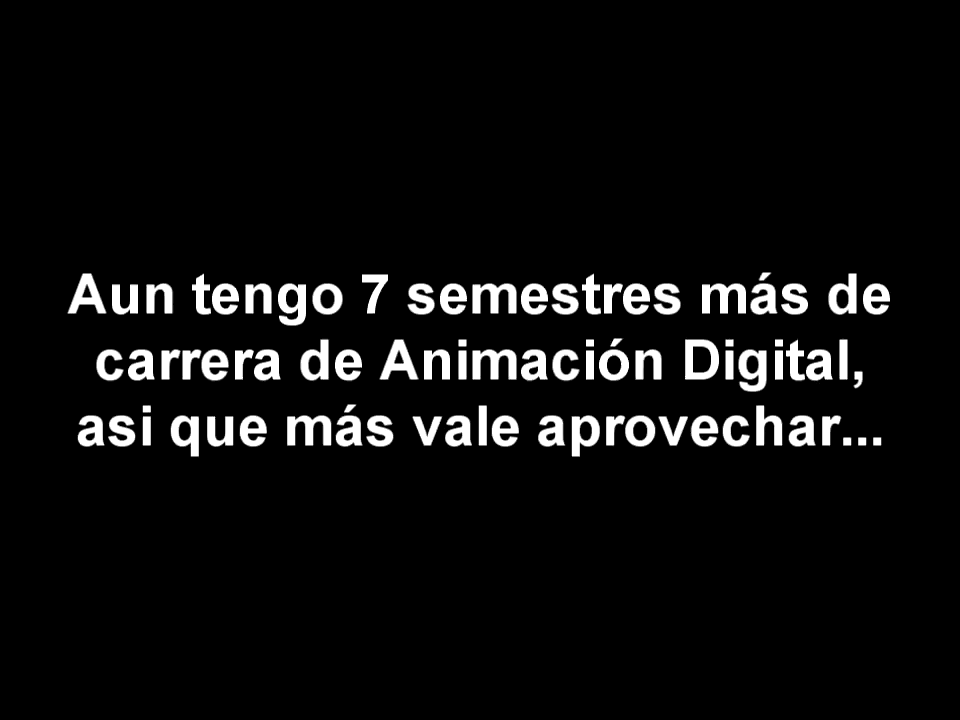 Aun tengo 7 semestres más de
carrera de Animación Digital,
asi que más vale aprovechar...